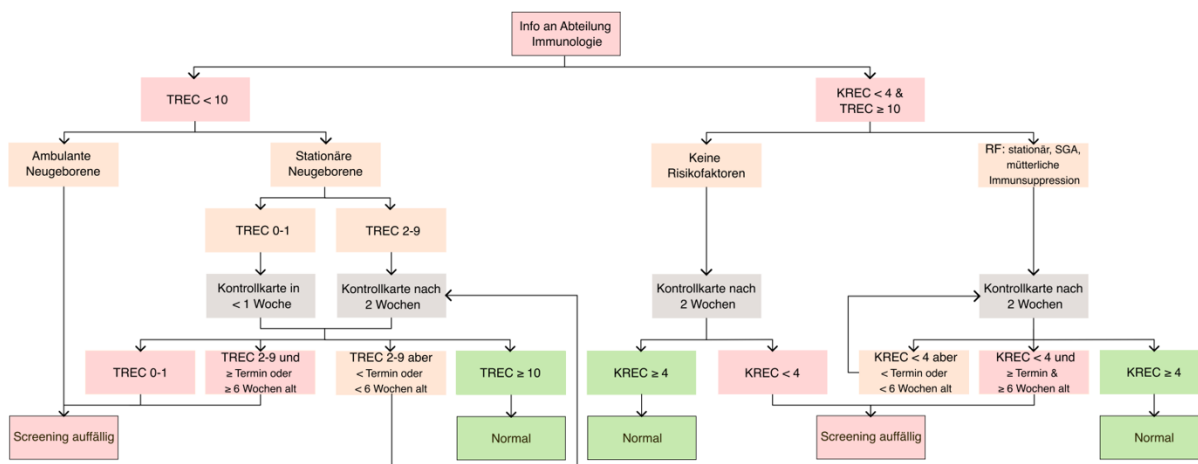 Info an Abteilung
Immunologie
TREC < 10
KREC < 4 &
TREC ≥ 10
Ambulante
Neugeborene
Stationäre
Neugeborene
Keine
Risikofaktoren
RF: stationär, SGA,
mütterliche
Immunsuppression
TREC 0-1
TREC 2-9
Kontrollkarte in
< 1 Woche
Kontrollkarte nach
2 Wochen
Kontrollkarte nach
2 Wochen
Kontrollkarte nach
2 Wochen
TREC 0-1
TREC 2-9 und
≥ Termin oder
≥ 6 Wochen alt
TREC 2-9 aber
< Termin oder
< 6 Wochen alt
TREC ≥ 10
KREC ≥ 4
KREC < 4
KREC < 4 aber
< Termin oder
< 6 Wochen alt
KREC < 4 und
≥ Termin &
≥ 6 Wochen alt
KREC ≥ 4
Screening auffällig
Normal
Normal
Screening auffällig
Normal